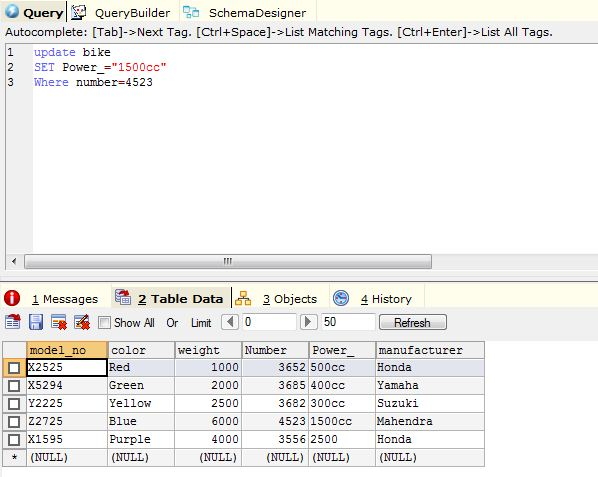 Query QueryBuilder SchemaDesigner
Autocomplete: [Tab]->Next Tag. [Ctrl+Space]->List Matching Tags. [Ctrl+Enter]->List All Tags.
1 update bike
2 SET Power_="1500cc"
3 Where number=4523
1 Messages 2 Table Data 3 Objects 4 History
Show All Or Limit 0 50 Refresh
model_no color weight Number Power_ manufacturer
X2525 Red 1000 3652 500cc Honda
X5294 Green 2000 3685 400cc Yamaha
Y2225 Yellow 2500 3682 300cc Suzuki
Z2725 Blue 6000 4523 1500cc Mahendra
X1595 Purple 4000 3556 2500 Honda
* (NULL) (NULL) (NULL) (NULL) (NULL) (NULL)